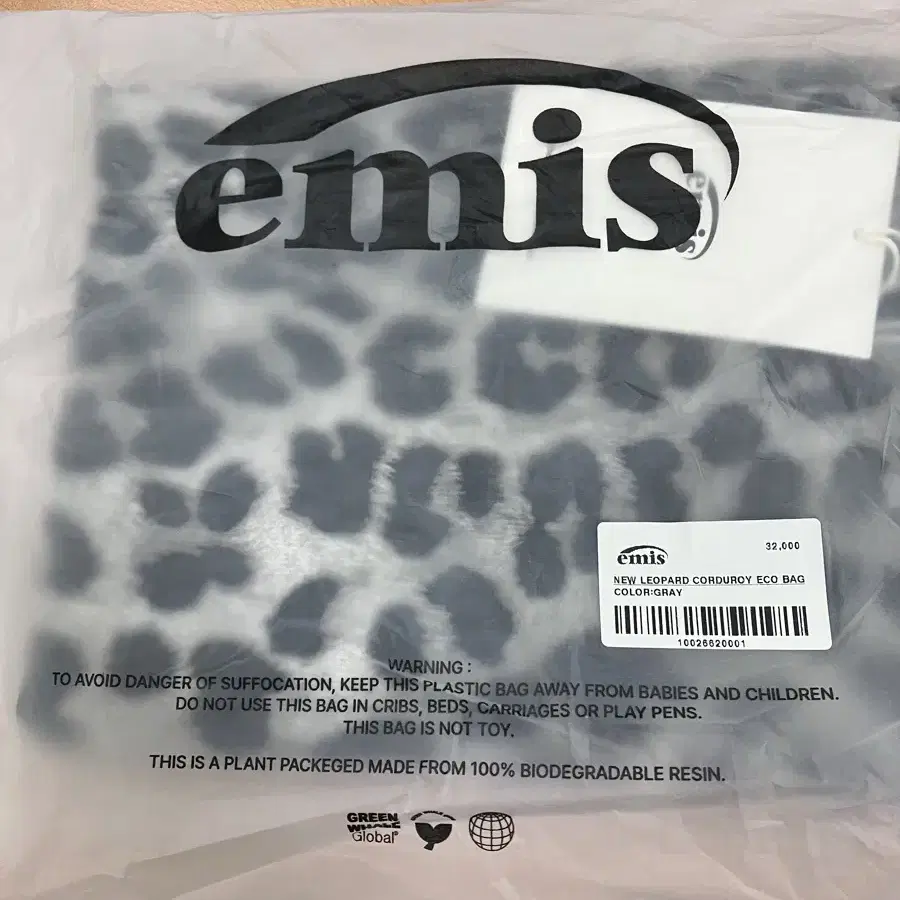 emis
emis
32,000
NEW LEOPARD CORDUROY ECO BAG
COLOR:GRAY
10026620001
WARNING :
TO AVOID DANGER OF SUFFOCATION, KEEP THIS PLASTIC BAG AWAY FROM BABIES AND CHILDREN.
DO NOT USE THIS BAG IN CRIBS, BEDS, CARRIAGES OR PLAY PENS.
THIS BAG IS NOT TOY.
THIS IS A PLANT PACKEGED MADE FROM 100% BIODEGRADABLE RESIN.
GREEN
WHALE
Global